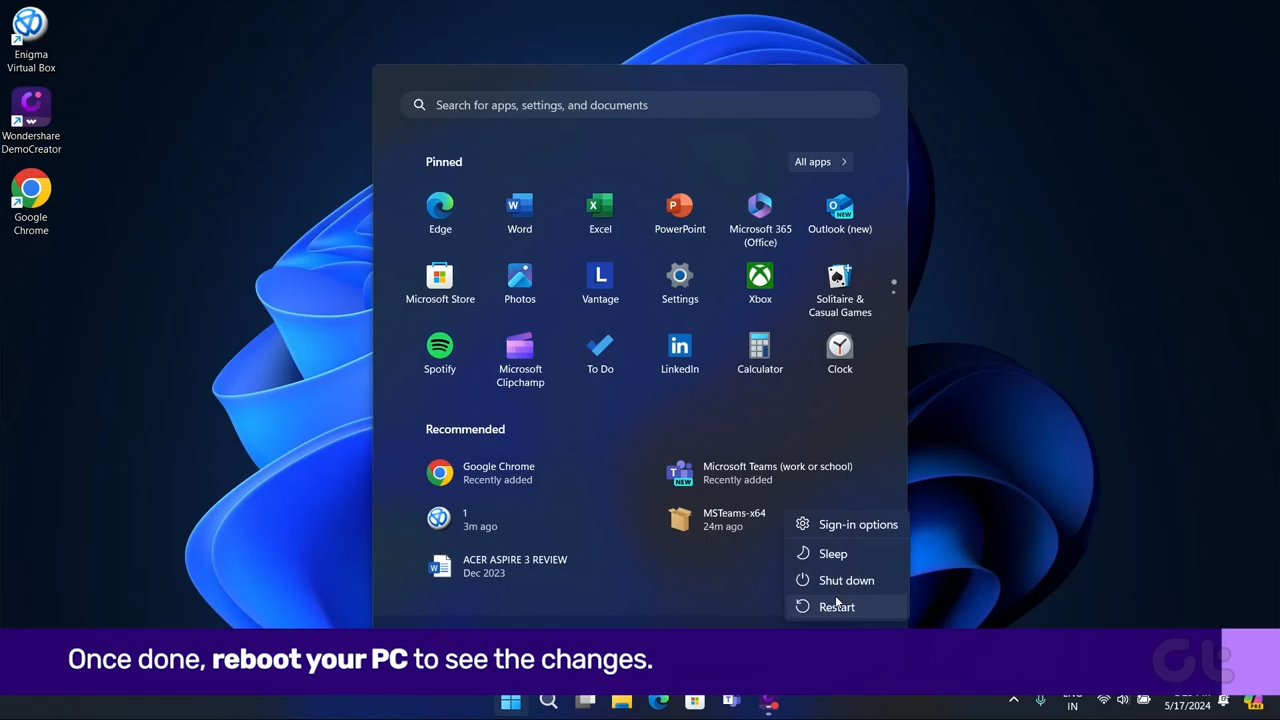 Enigma
Virtual Box
Wondershare
DemoCreator
Google
Chrome
Search for apps, settings, and documents
Pinned
All apps
Edge
Word
Excel
PowerPoint
Microsoft 365
(Office)
Outlook (new)
Microsoft Store
Photos
Vantage
Settings
Xbox
Solitaire &
Casual Games
Spotify
Microsoft
Clipchamp
To Do
LinkedIn
Calculator
Clock
Recommended
Google Chrome
Recently added
Microsoft Teams (work or school)
Recently added
1
3m ago
MSTeams-x64
24m ago
ACER ASPIRE 3 REVIEW
Dec 2023
Sign-in options
Sleep
Shut down
Restart
Once done, reboot your PC to see the changes.
IN
5/17/2024